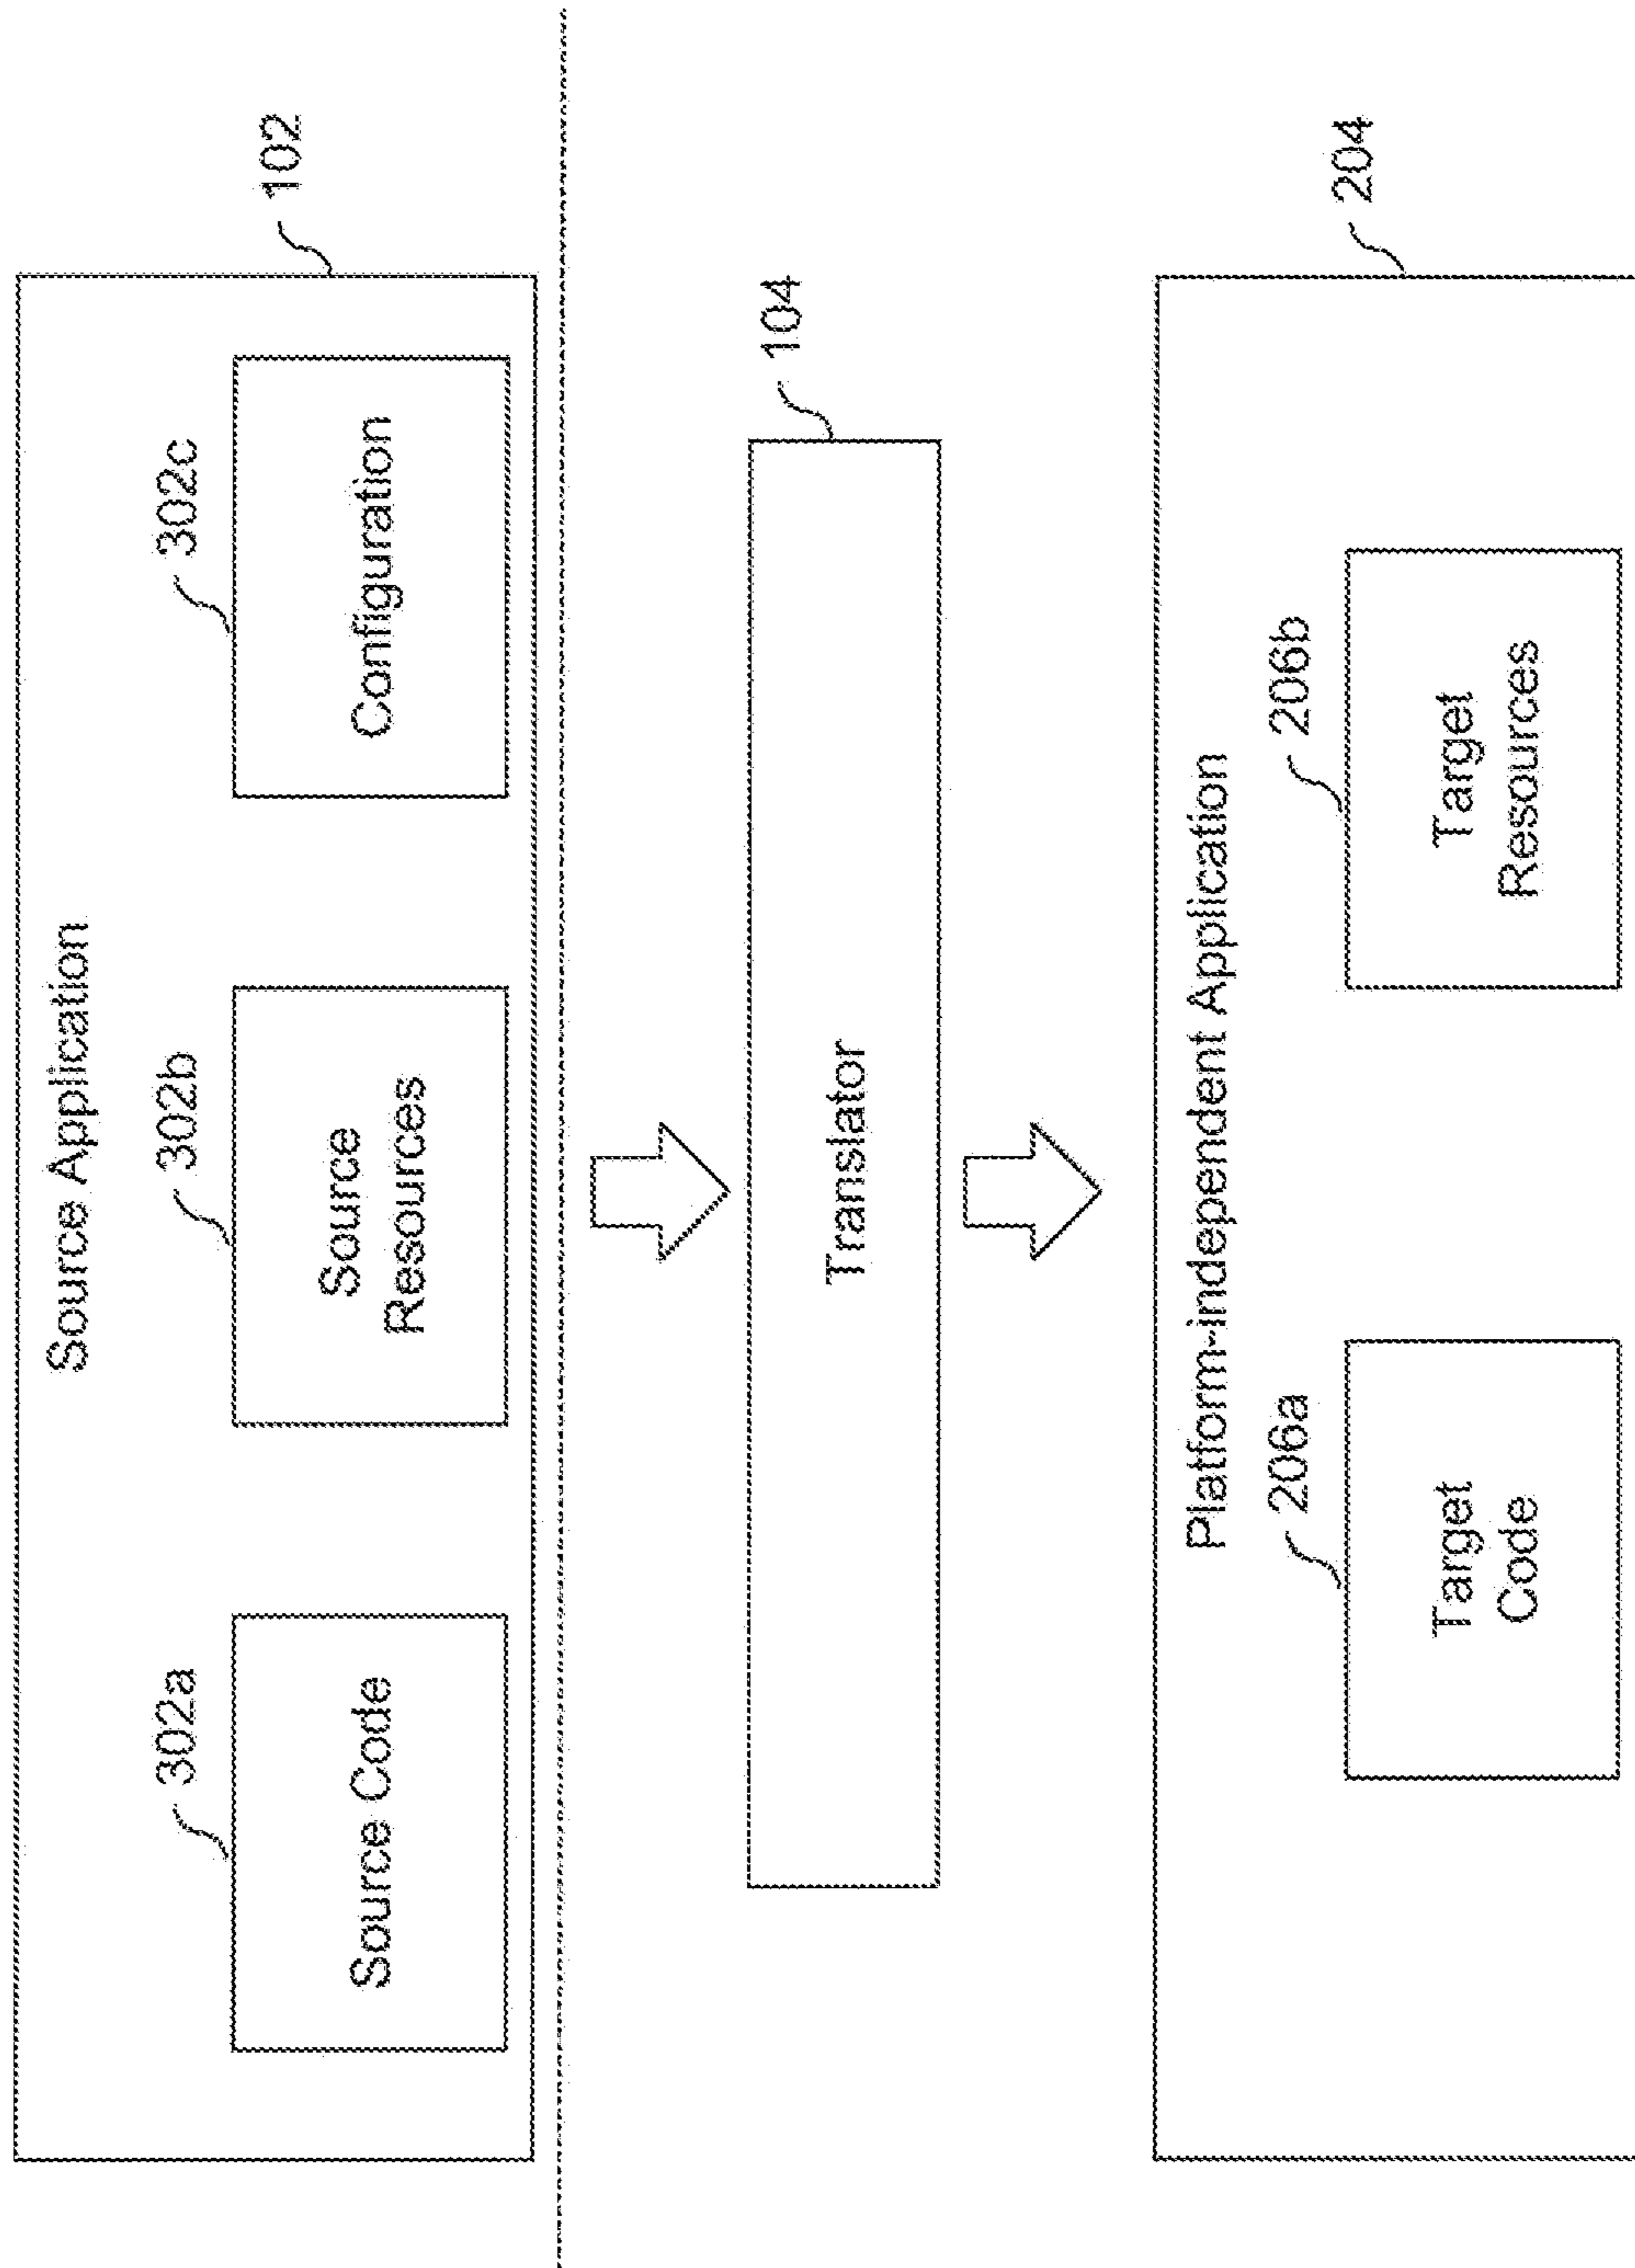 Source Application
102
302a
302b
302c
Source Code
Source
Resources
Configuration
104
Translator
204
Platform-independent Application
206a
206b
Target
Code
Target
Resources